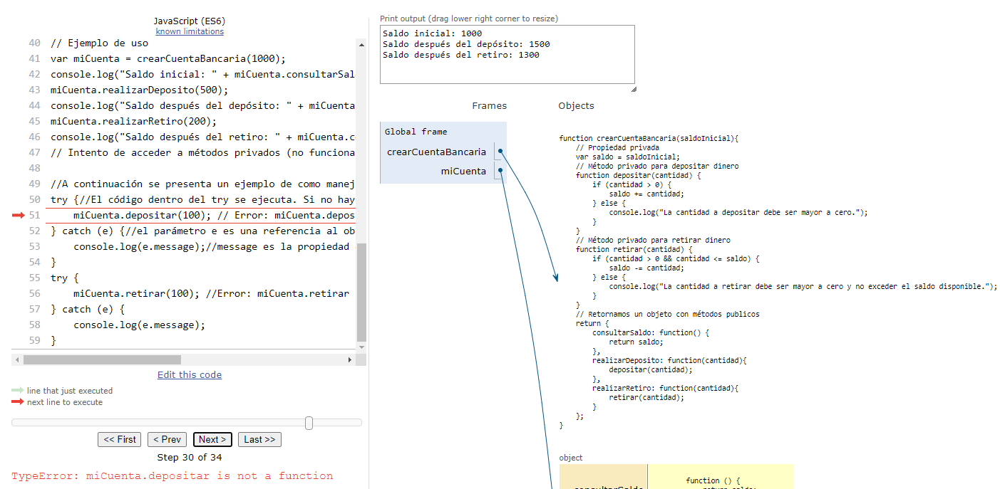 JavaScript (ES6)
known limitations
40 // Ejemplo de uso
41 var miCuenta = crearCuentaBancaria(1000);
42 console.log("Saldo inicial: " + miCuenta.consultarSal
43 miCuenta.realizarDeposito(500);
44 console.log("Saldo después del depósito: " + miCuenta
45 miCuenta.realizarRetiro(200);
46 console.log("Saldo después del retiro: " + miCuenta.c
47 // Intento de acceder a métodos privados (no funciona
48
49 //A continuación se presenta un ejemplo de como manej
50 try {//El código dentro del try se ejecuta. Si no hay
51 miCuenta.depositar(100); // Error: miCuenta.depos
52 } catch (e) {//el parámetro e es una referencia al ob
53 console.log(e.message);//message es la propiedad
54 }
55 try {
56 miCuenta.retirar(100); //Error: miCuenta.retirar
57 } catch (e) {
58 console.log(e.message);
59 }
Edit this code
line that just executed
next line to execute
<< First < Prev Next > Last >>
Step 30 of 34
TypeError: miCuenta.depositar is not a function
Print output (drag lower right corner to resize)
Saldo inicial: 1000
Saldo después del depósito: 1500
Saldo después del retiro: 1300
Frames Objects
Global frame
crearCuentaBancaria
miCuenta
function crearCuentaBancaria(saldoInicial){
// Propiedad privada
var saldo = saldoInicial;
// Método privado para depositar dinero
function depositar(cantidad) {
if (cantidad > 0) {
saldo += cantidad;
} else {
console.log("La cantidad a depositar debe ser mayor a cero.");
}
}
// Método privado para retirar dinero
function retirar(cantidad) {
if (cantidad > 0 && cantidad <= saldo) {
saldo -= cantidad;
} else {
console.log("La cantidad a retirar debe ser mayor a cero y no exceder el saldo disponible.");
}
}
// Retornamos un objeto con métodos publicos
return {
consultarSaldo: function() {
return saldo;
},
realizarDeposito: function(cantidad){
depositar(cantidad);
},
realizarRetiro: function(cantidad){
retirar(cantidad);
}
};
}
object
consultarSaldo
function () {
return saldo;